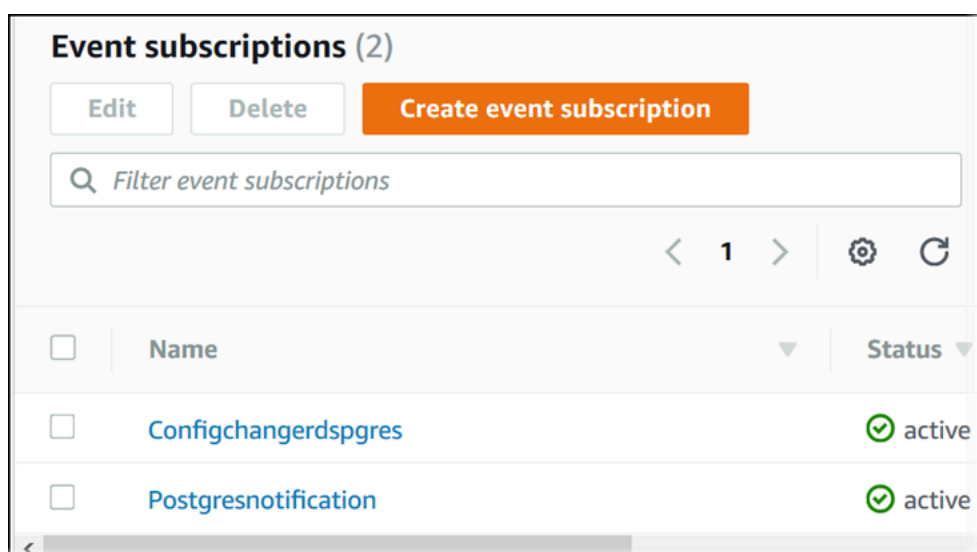 Event subscriptions (2)
Edit Delete Create event subscription
Filter event subscriptions
1
Name Status
Configchangerdspgres active
Postgresnotification active